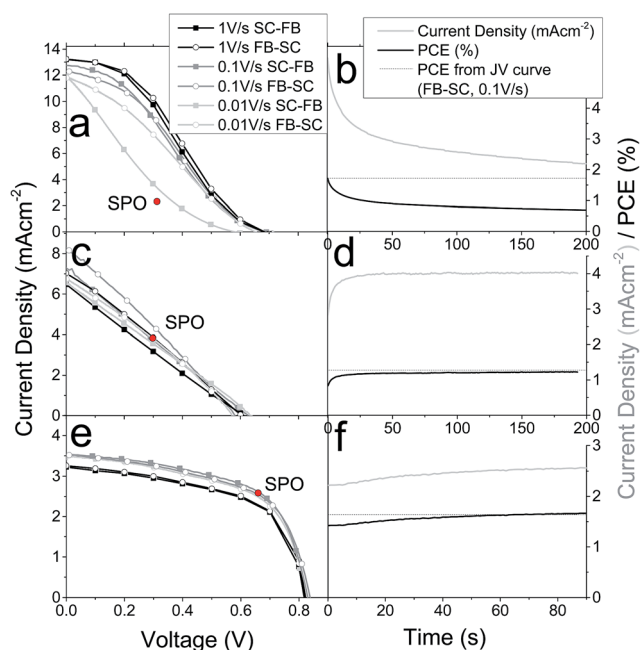 1V/s SC-FB
1V/s FB-SC
0.1V/s SC-FB
0.1V/s FB-SC
0.01V/s SC-FB
0.01V/s FB-SC
Current Density (mAcm⁻²)
PCE (%)
PCE from JV curve
(FB-SC, 0.1V/s)
14
12
10
8
6
4
2
0
a
SPO
b
5
4
3
2
1
0
0 50 100 150 200
8
6
4
2
0
c
SPO
d
4
3
2
1
0
0 25 50 75 100
4
3
2
1
0
e
SPO
f
3
2
1
0
0.0 0.2 0.4 0.6 0.8
0 20 40 60 80
Voltage (V)
Time (s)
Current Density (mAcm⁻²)
Current Density (mAcm⁻²) / PCE (%)